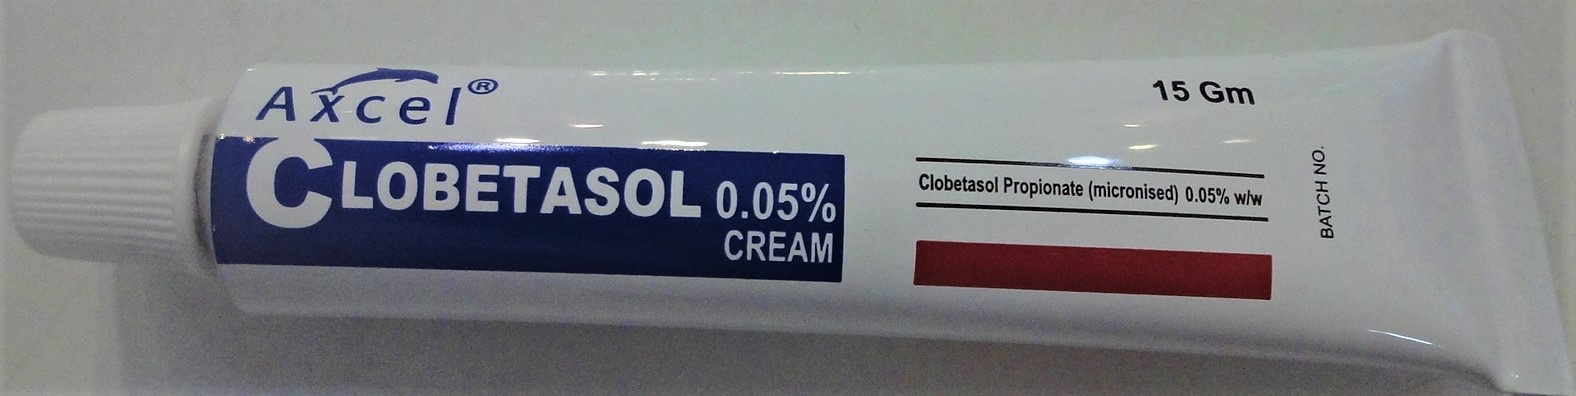 Axcel®
CLOBETASOL 0.05%
CREAM
15 Gm
Clobetasol Propionate (micronised) 0.05% w/w
BATCH NO.